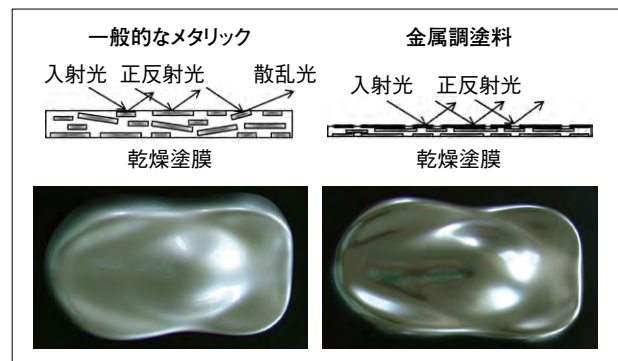 一般的なメタリック
入射光 正反射光 散乱光
乾燥塗膜
金属調塗料
入射光 正反射光
乾燥塗膜